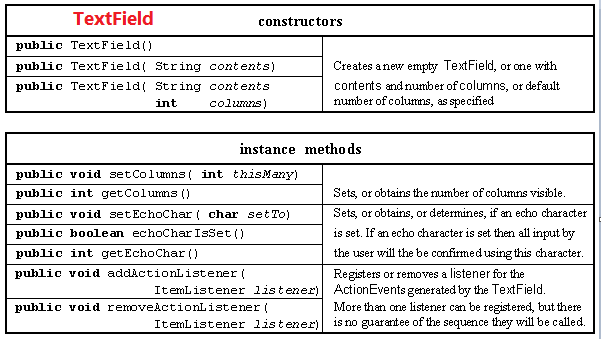 TextField constructors
public TextField()
public TextField( String contents)
public TextField( String contents
int columns)
Creates a new empty TextField, or one with
contents and number of columns, or default
number of columns, as specified
instance methods
public void setColumns( int thisMany)
public int getColumns()
Sets, or obtains the number of columns visible.
public void setEchoChar( char setTo)
public boolean echoCharIsSet()
public int getEchoChar()
Sets, or obtains, or determines, if an echo character
is set. If an echo character is set then all input by
the user will the be confirmed using this character.
public void addActionListener(
ItemListener listener)
public void removeActionListener(
ItemListener listener)
Registers or removes a listener for the
ActionEvents generated by the TextField.
More than one listener can be registered, but there
is no guarantee of the sequence they will be called.